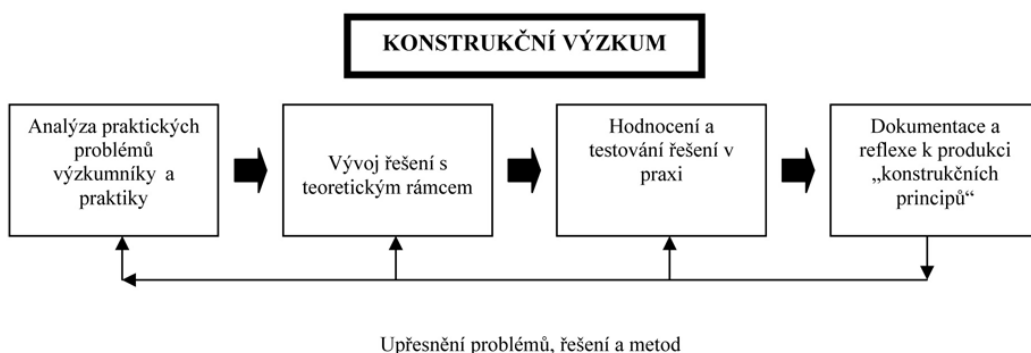 KONSTRUKČNÍ VÝZKUM
Analýza praktických
problémů
výzkumníky a
praktiky
Vývoj řešení s
teoretickým rámcem
Hodnocení a
testování řešení v
praxi
Dokumentace a
reflexe k produkci
„konstrukčních
principů“
Upřesnění problémů, řešení a metod